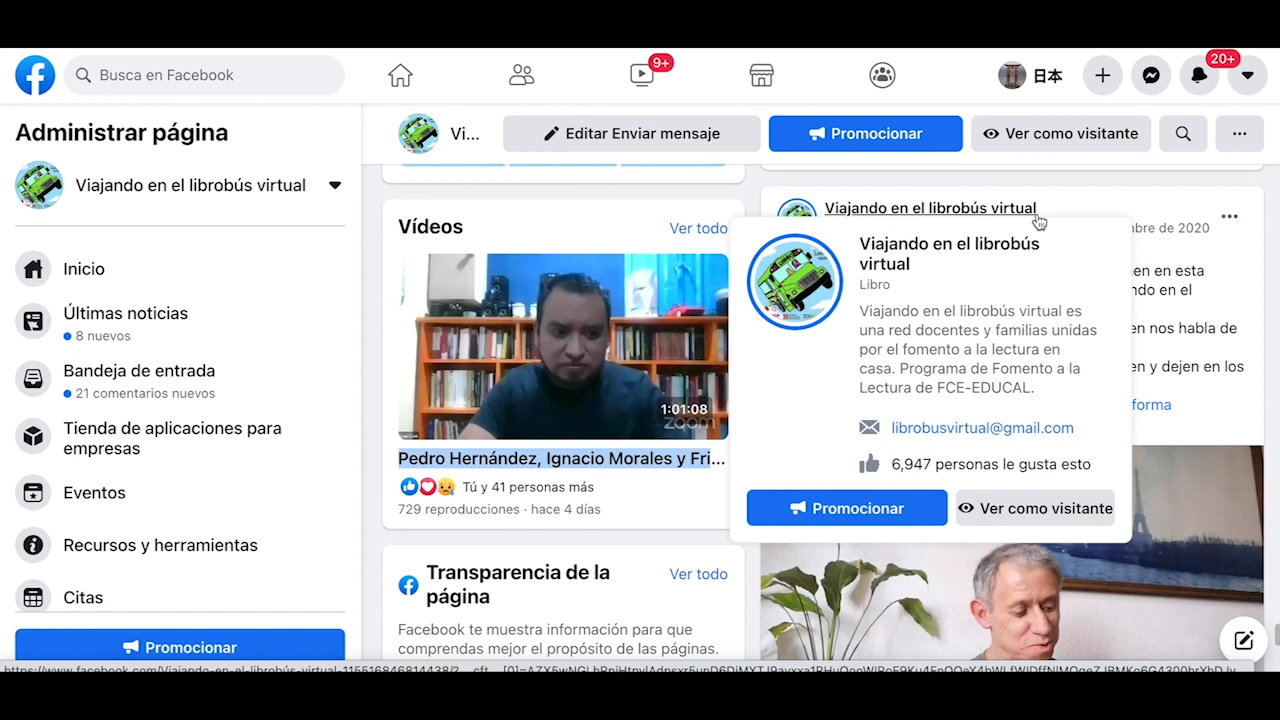 Busca en Facebook
9+
日本
20+
Administrar página
Viajando en el librobús virtual
Inicio
Últimas noticias
8 nuevos
Bandeja de entrada
21 comentarios nuevos
Tienda de aplicaciones para
empresas
Eventos
Recursos y herramientas
Citas
Promocionar
Vi...
Editar Enviar mensaje
Promocionar
Ver como visitante
Vídeos
Ver todo
1:01:08
zoom
Pedro Hernández, Ignacio Morales y Fri...
Tú y 41 personas más
729 reproducciones · hace 4 días
Transparencia de la
página
Ver todo
Facebook te muestra información para que
comprendas mejor el propósito de las páginas.
Viajando en el librobús virtual
de 2020
en en esta
en el
en nos habla de
en y dejen en los
forma
Viajando en el librobús
virtual
Libro
Viajando en el librobús virtual es
una red docentes y familias unidas
por el fomento a la lectura en
casa. Programa de Fomento a la
Lectura de FCE-EDUCAL.
librobusvirtual@gmail.com
6,947 personas le gusta esto
Promocionar
Ver como visitante